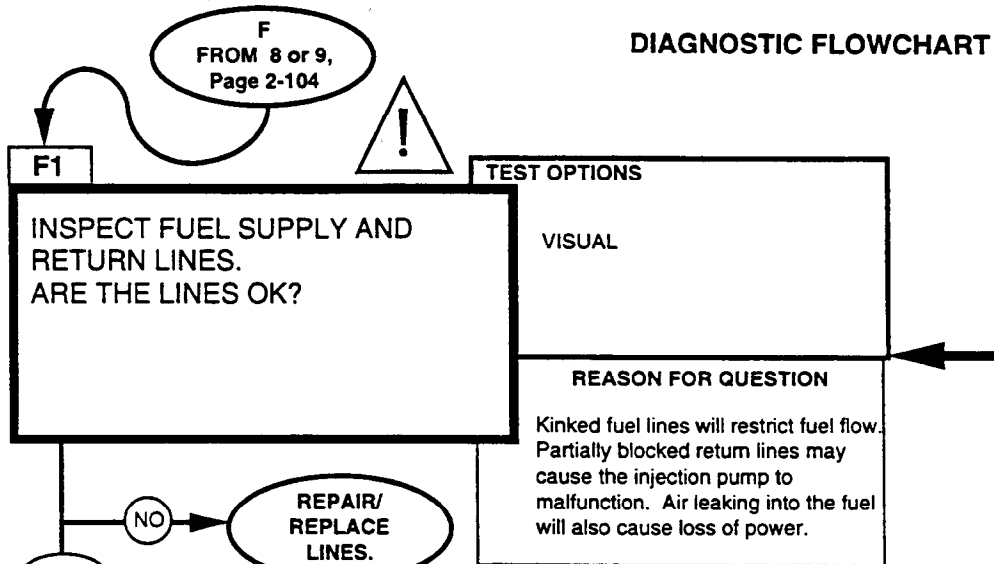 F
FROM 8 or 9,
Page 2-104
DIAGNOSTIC FLOWCHART
!
F1
INSPECT FUEL SUPPLY AND
RETURN LINES.
ARE THE LINES OK?
TEST OPTIONS
VISUAL
REASON FOR QUESTION
Kinked fuel lines will restrict fuel flow.
Partially blocked return lines may
cause the injection pump to
malfunction. Air leaking into the fuel
will also cause loss of power.
NO
REPAIR/
REPLACE
LINES.